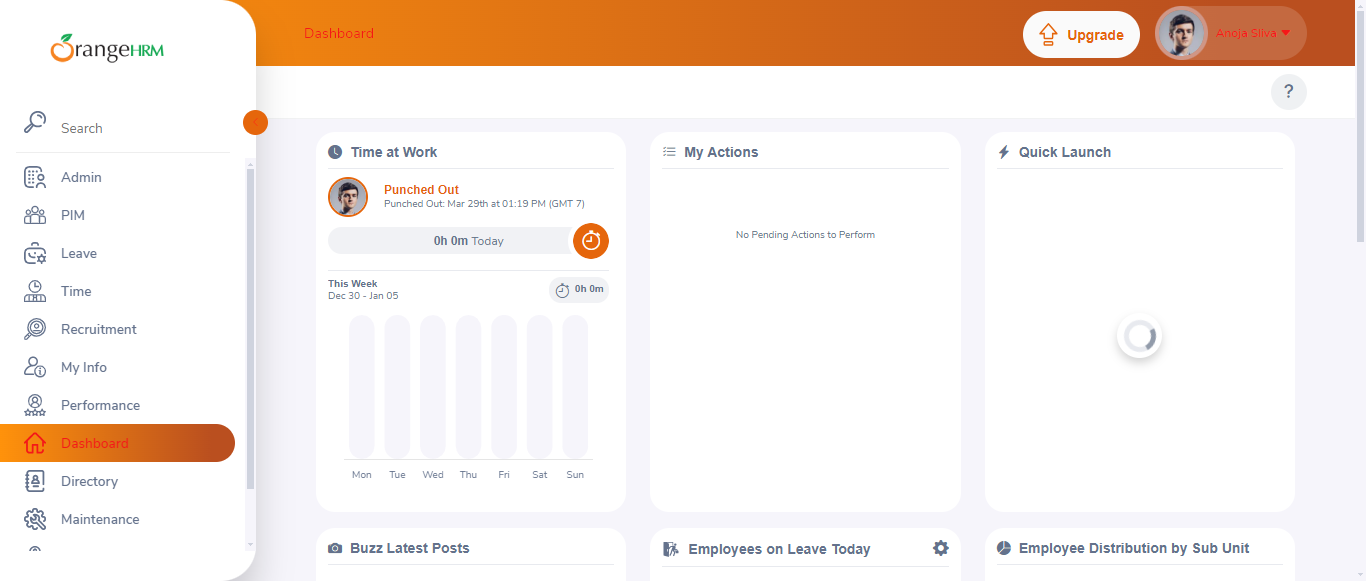 OrangeHRM
Search
Admin
PIM
Leave
Time
Recruitment
My Info
Performance
Dashboard
Directory
Maintenance
Dashboard
Upgrade
Anoja Silva
?
Time at Work
Punched Out
Punched Out: Mar 29th at 01:19 PM (GMT 7)
0h 0m Today
This Week
Dec 30 - Jan 05
0h 0m
Mon Tue Wed Thu Fri Sat Sun
My Actions
No Pending Actions to Perform
Quick Launch
Buzz Latest Posts
Employees on Leave Today
Employee Distribution by Sub Unit